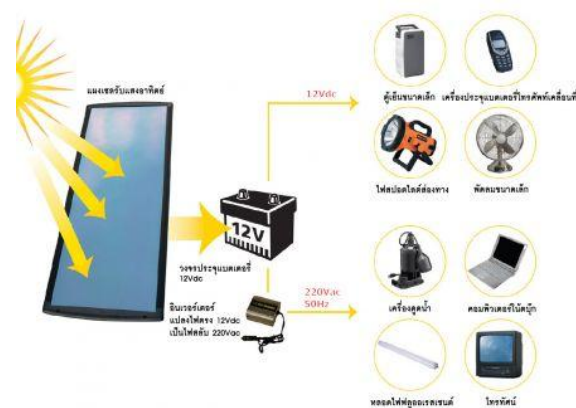 แผงเซลรับแสงอาทิตย์
12Vdc
ตู้เย็นขนาดเล็ก
เครื่องประจุแบตเตอรี่โทรศัพท์เคลื่อนที่
ไฟสปอตไลต์ส่องทาง
พัดลมขนาดเล็ก
12V
วงจรประจุแบตเตอรี่
12Vdc
220Vac
50Hz
อินเวอร์เตอร์
แปลงไฟตรง 12Vdc
เป็นไฟสลับ 220Vac
เครื่องดูดน้ำ
คอมพิวเตอร์โน้ตบุ๊ก
หลอดไฟฟลูออเรสเซนต์
โทรทัศน์